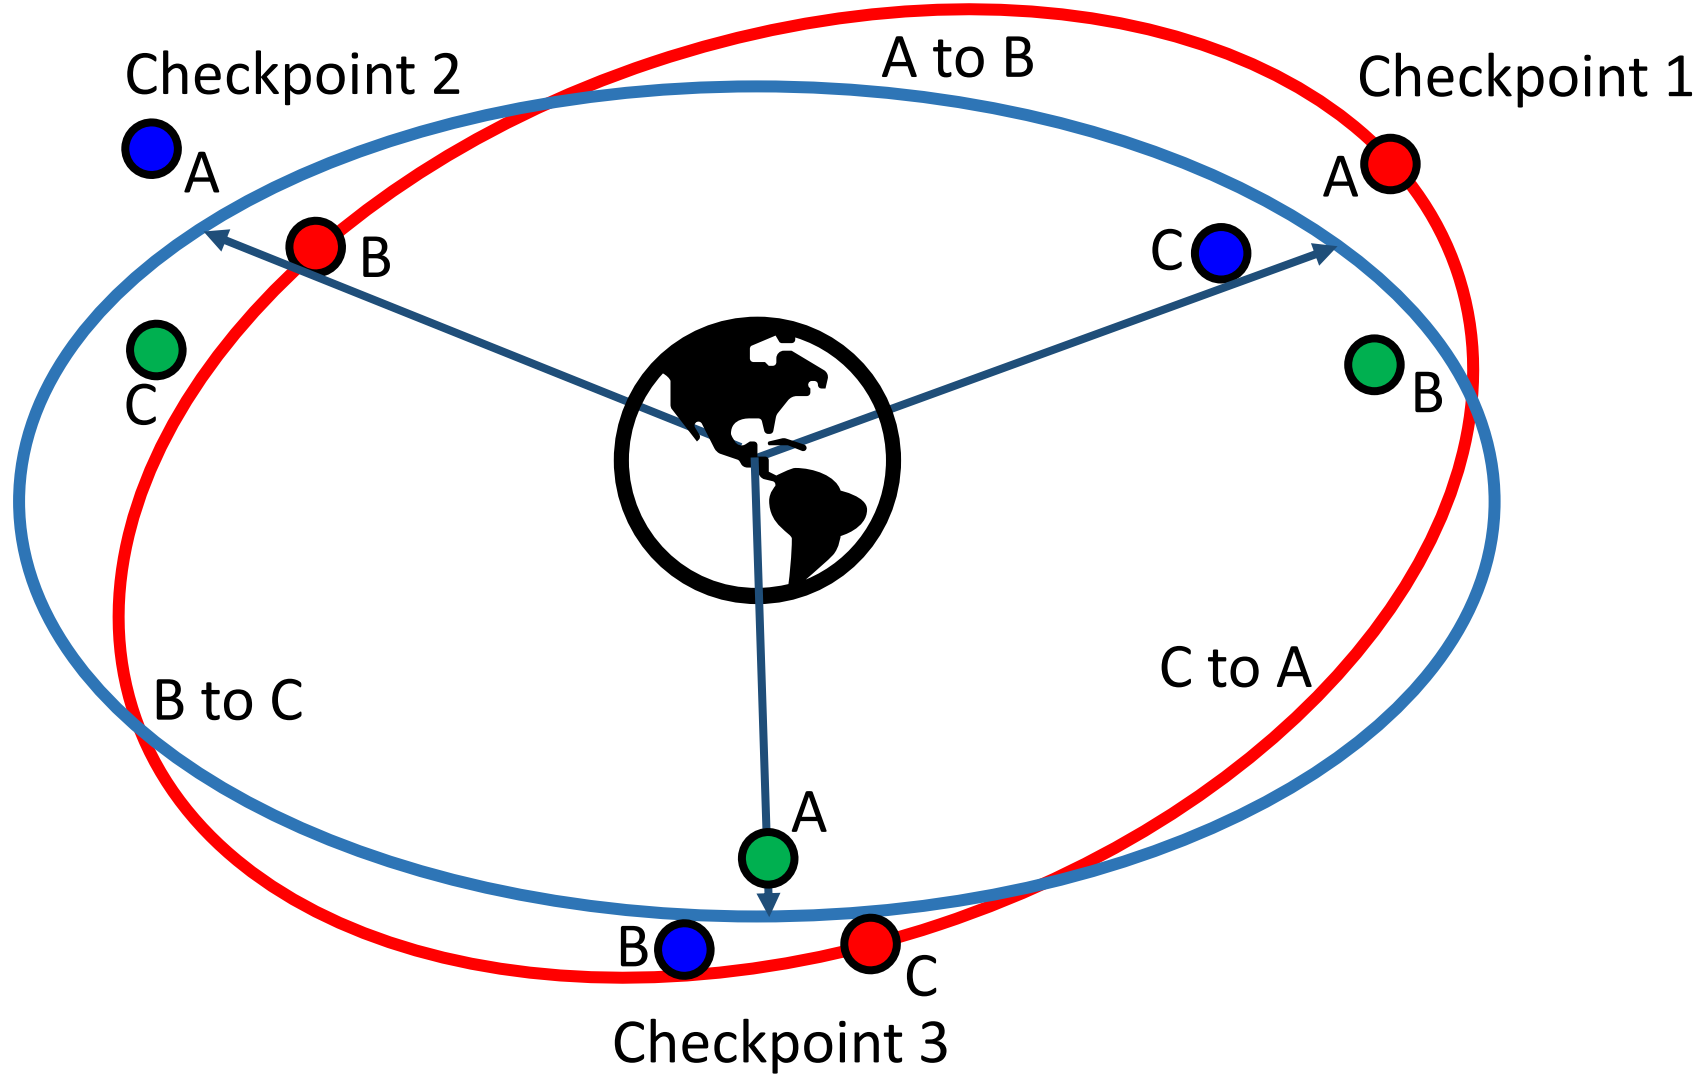 Checkpoint 2
A to B
Checkpoint 1
A
A
B
C
C
B
B to C
C to A
A
B
C
Checkpoint 3